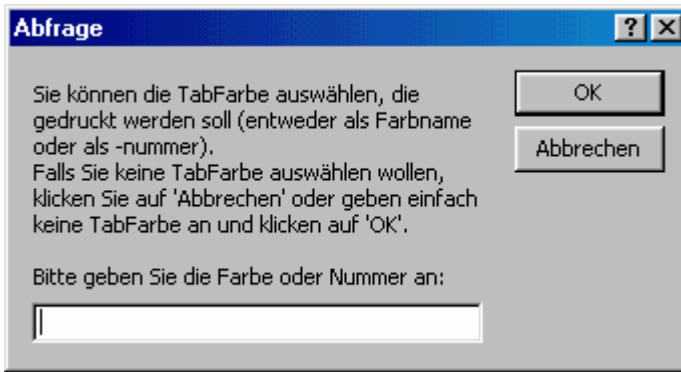 Abfrage
Sie können die TabFarbe auswählen, die
gedruckt werden soll (entweder als Farbname
oder als -nummer).
Falls Sie keine TabFarbe auswählen wollen,
klicken Sie auf 'Abbrechen' oder geben einfach
keine TabFarbe an und klicken auf 'OK'.
Bitte geben Sie die Farbe oder Nummer an:
OK
Abbrechen